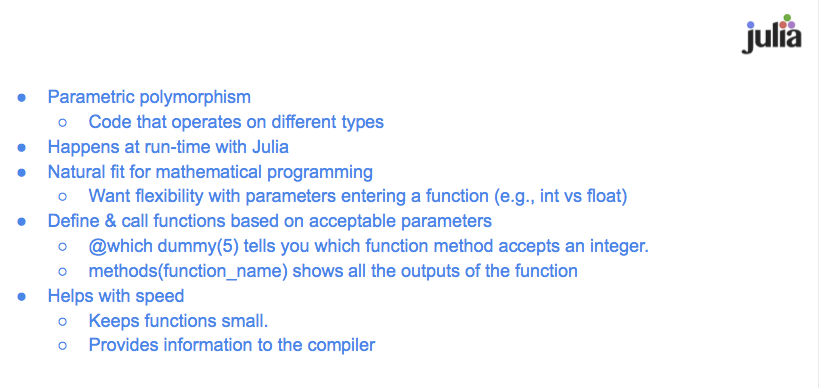 julia
● Parametric polymorphism
○ Code that operates on different types
● Happens at run-time with Julia
● Natural fit for mathematical programming
○ Want flexibility with parameters entering a function (e.g., int vs float)
● Define & call functions based on acceptable parameters
○ @which dummy(5) tells you which function method accepts an integer.
○ methods(function_name) shows all the outputs of the function
● Helps with speed
○ Keeps functions small.
○ Provides information to the compiler